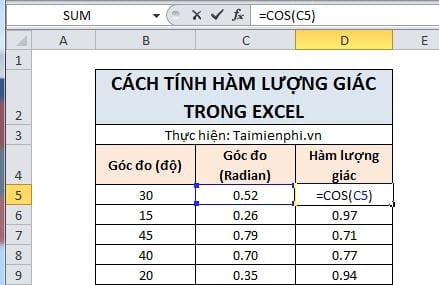 SUM
fx
=COS(C5)
A B C D E
1
2 CÁCH TÍNH HÀM LƯỢNG GIÁC
TRONG EXCEL
3 Thực hiện: Taimienphi.vn
4 Góc đo (độ) Góc đo
(Radian) Hàm lượng
giác
5 30 0.52 =COS(C5)
6 15 0.26 0.97
7 45 0.79 0.71
8 40 0.70 0.77
9 20 0.35 0.94